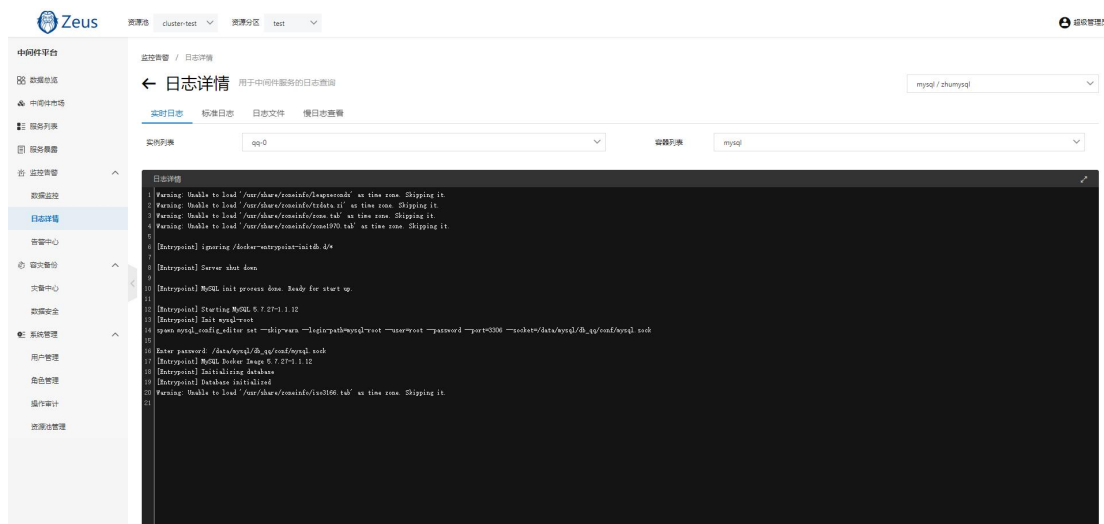 Zeus
资源池 cluster-test 资源分区 test
超级管理员
中间件平台
数据总览
中间件市场
服务列表
服务暴露
监控告警
数据监控
日志详情
告警中心
容灾备份
灾备中心
数据安全
系统管理
用户管理
角色管理
操作审计
资源池管理
监控告警 / 日志详情
← 日志详情 用于中间件服务的日志查询
mysql / zhumysql
实时日志 标准日志 日志文件 慢日志查看
实例列表 qq-0 容器列表 mysql
日志详情
1 Warning: Unable to load '/usr/share/zoneinfo/leapseconds' as time zone. Skipping it.
2 Warning: Unable to load '/usr/share/zoneinfo/tzdata.zi' as time zone. Skipping it.
3 Warning: Unable to load '/usr/share/zoneinfo/zone.tab' as time zone. Skipping it.
4 Warning: Unable to load '/usr/share/zoneinfo/zone1970.tab' as time zone. Skipping it.
5
6 [Entrypoint] ignoring /docker-entrypoint-initdb.d/*
7
8 [Entrypoint] Server shut down
9
10 [Entrypoint] MySQL init process done. Ready for start up.
11
12 [Entrypoint] Starting MySQL 5.7.27-1.1.12
13 [Entrypoint] Init mysql-root
14 spawn mysql_config_editor set --skip-warn --login-path=mysql-root --user=root --password --port=3306 --socket=/data/mysql/db_qq/conf/mysql.sock
15
16 Enter password: /data/mysql/db_qq/conf/mysql.sock
17 [Entrypoint] MySQL Docker Image 5.7.27-1.1.12
18 [Entrypoint] Initializing database
19 [Entrypoint] Database initialized
20 Warning: Unable to load '/usr/share/zoneinfo/iso3166.tab' as time zone. Skipping it.
21